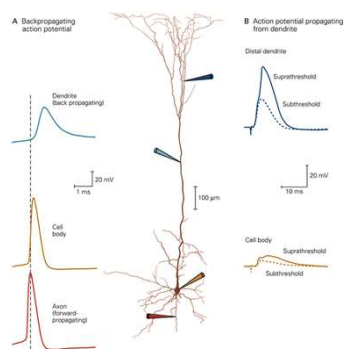 A Backpropagating
action potential
Dendrite
(back propagating)
20 mV
1 ms
Cell
body
Axon
(forward-
propagating)
100 μm
B Action potential propagating
from dendrite
Distal dendrite
Suprathreshold
Subthreshold
20 mV
10 ms
Cell body
Suprathreshold
Subthreshold